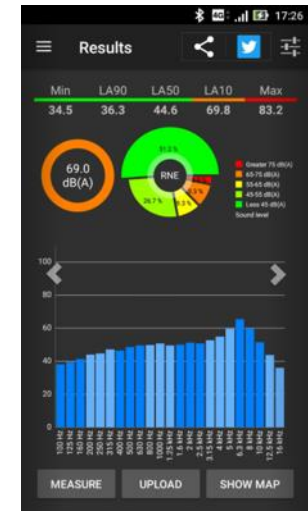 4G 17:26
Results
Min LA90 LA50 LA10 Max
34.5 36.3 44.6 69.8 83.2
69.0
dB(A)
51.3 %
RNE
26.7 %
Greater 75 dB(A)
65-75 dB(A)
55-65 dB(A)
45-55 dB(A)
Less 45 dB(A)
Sound level
100
80
60
40
20
0
100 Hz
125 Hz
160 Hz
200 Hz
250 Hz
315 Hz
400 Hz
500 Hz
630 Hz
800 Hz
1000 Hz
1.25 kHz
1.6 kHz
2 kHz
2.5 kHz
3.15 kHz
4 kHz
5 kHz
6.3 kHz
8 kHz
10 kHz
12.5 kHz
16 kHz
MEASURE UPLOAD SHOW MAP